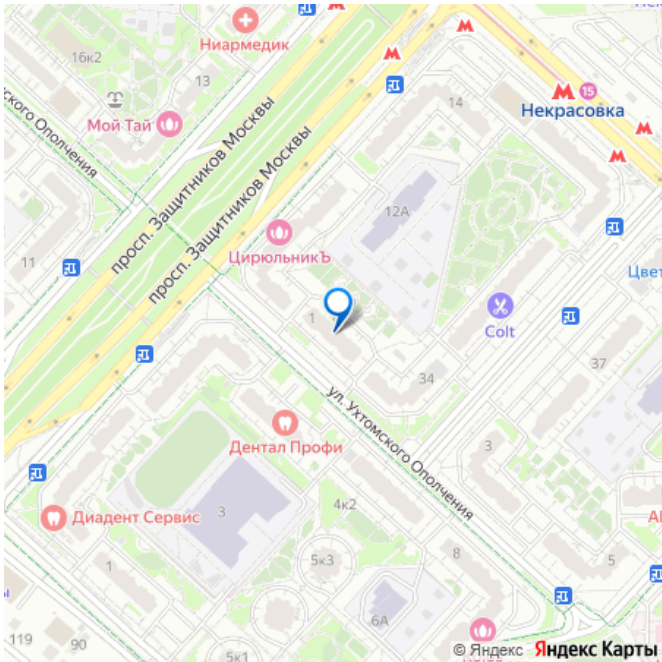 Ниармедик
16к2
13
14
15
Некрасовка
Мой Тай
ского Ополчения
просп. Защитников Москвы
просп. Защитников Москвы
12А
11
ЦирюльникЪ
Цвет
1
Colt
37
34
ул. Ухтомского Ополчения
Дентал Профи
3
Диадент Сервис
3
4к2
8
5к3
1
5
6А
119
90
5к1
© Яндекс Яндекс Карты